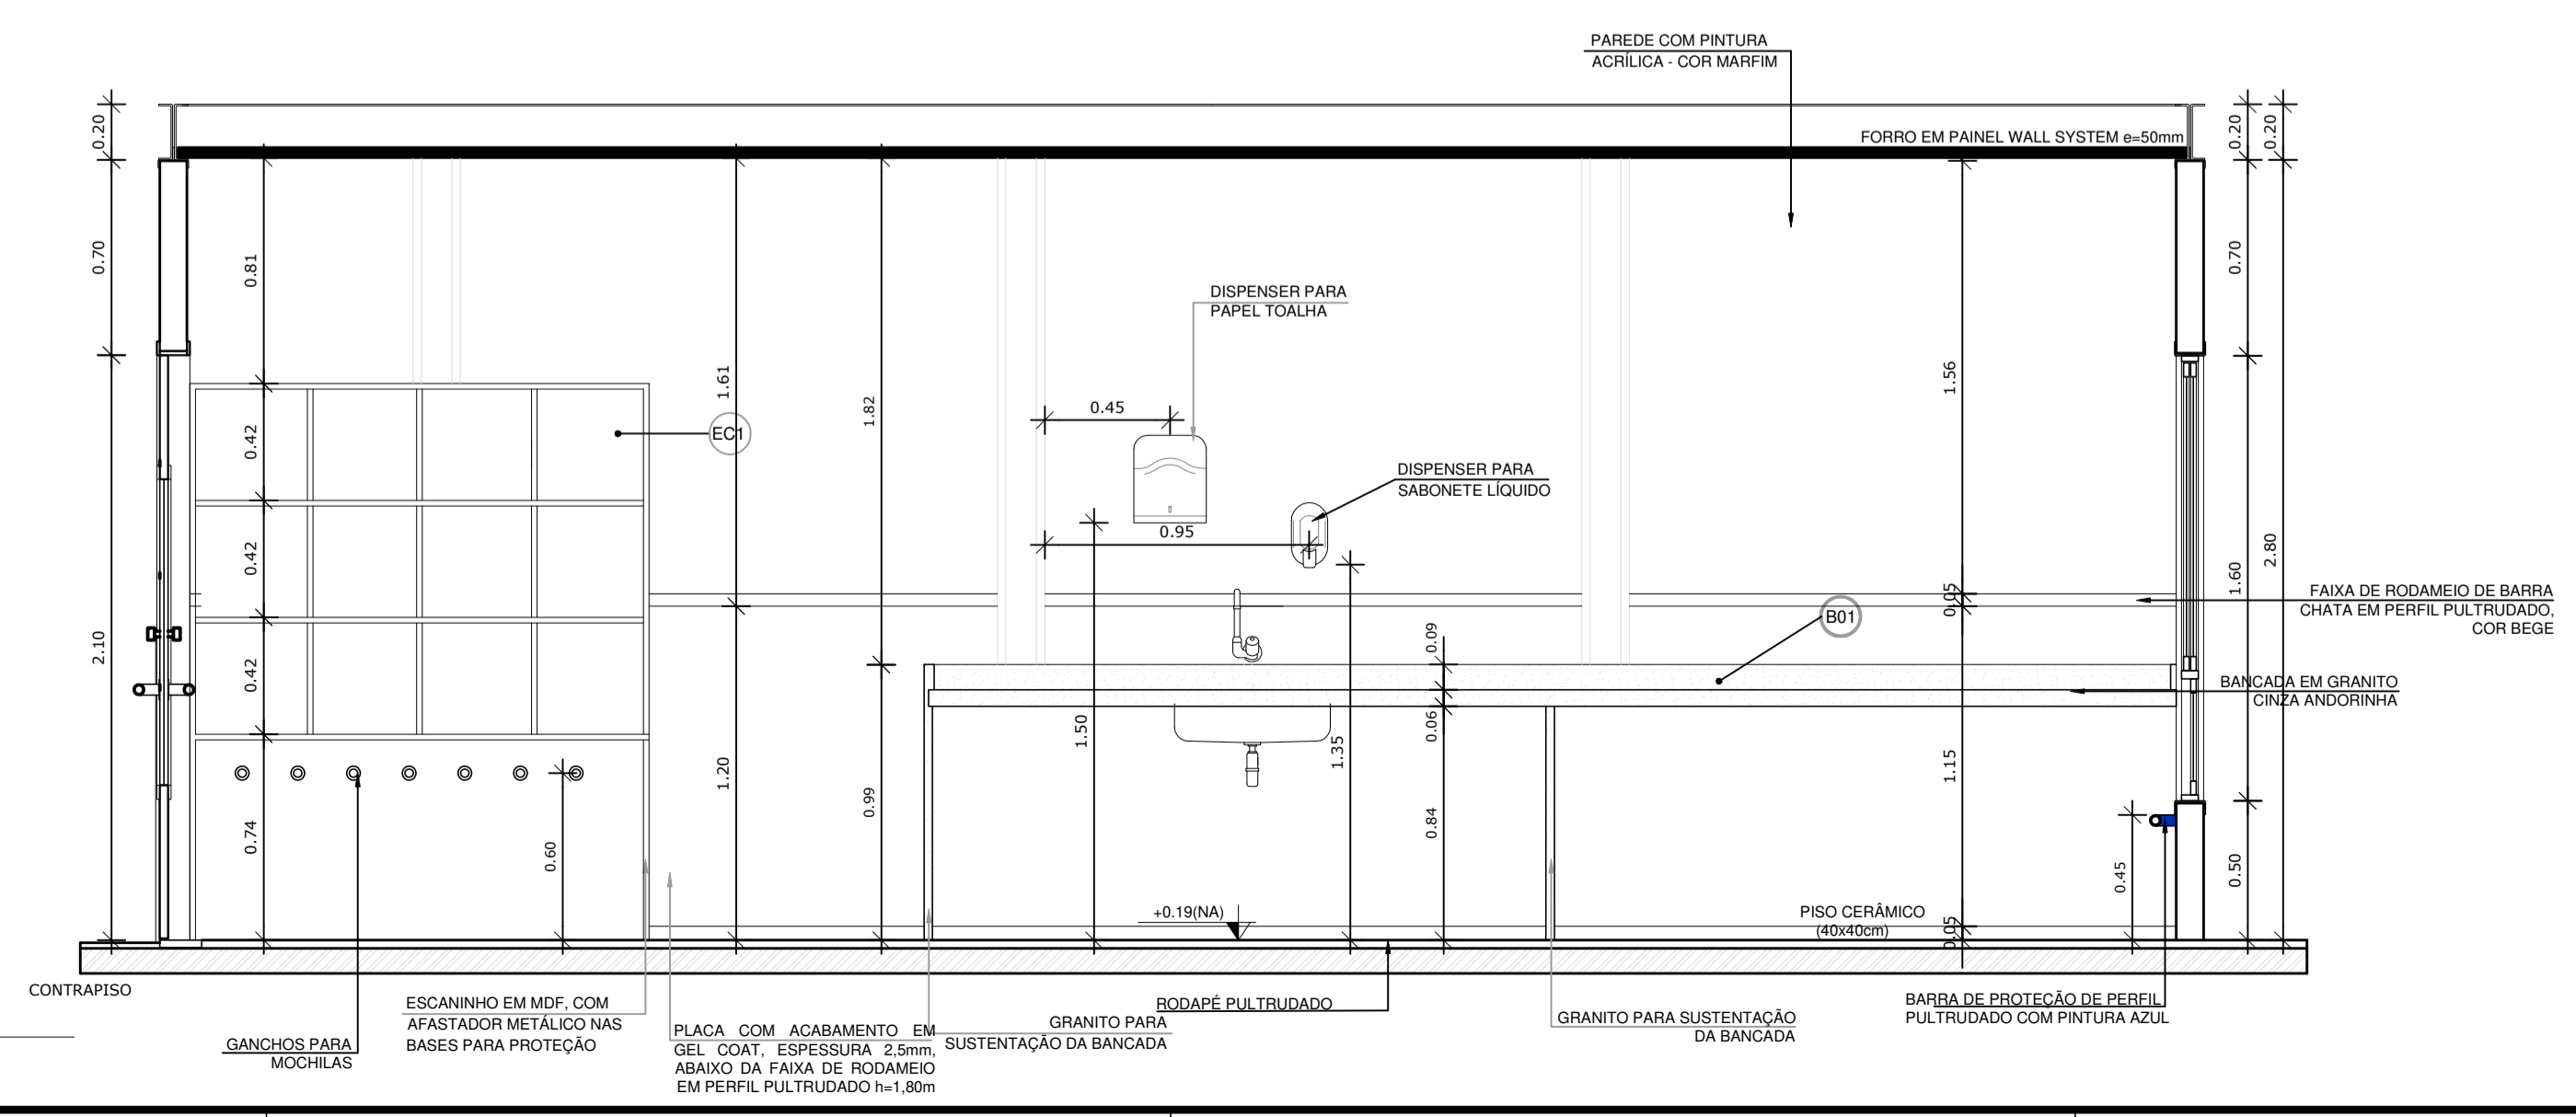 PAREDE COM PINTURA
ACRÍLICA - COR MARFIM
FORRO EM PAINEL WALL SYSTEM e=50mm
0.20
0.20
0.20
0.70
0.81
0.70
DISPENSER PARA
PAPEL TOALHA
1.61
1.82
1.56
0.45
EC1
0.42
DISPENSER PARA
SABONETE LÍQUIDO
0.95
0.42
2.80
1.60
0.05
FAIXA DE RODAMEIO DE BARRA
CHATA EM PERFIL PULTRUDADO,
COR BEGE
B01
2.10
0.09
0.42
BANCADA EM GRANITO
CINZA ANDORINHA
1.50
0.06
1.35
1.20
0.99
1.15
0.74
0.60
0.84
0.45
0.50
+0.19(NA)
PISO CERÂMICO
(40x40cm)
0.05
CONTRAPISO
GANCHOS PARA
MOCHILAS
ESCANINHO EM MDF, COM
AFASTADOR METÁLICO NAS
BASES PARA PROTEÇÃO
PLACA COM ACABAMENTO EM
GEL COAT, ESPESSURA 2,5mm,
ABAIXO DA FAIXA DE RODAMEIO
EM PERFIL PULTRUDADO h=1,80m
GRANITO PARA
SUSTENTAÇÃO DA BANCADA
RODAPÉ PULTRUDADO
GRANITO PARA SUSTENTAÇÃO
DA BANCADA
BARRA DE PROTEÇÃO DE PERFIL
PULTRUDADO COM PINTURA AZUL